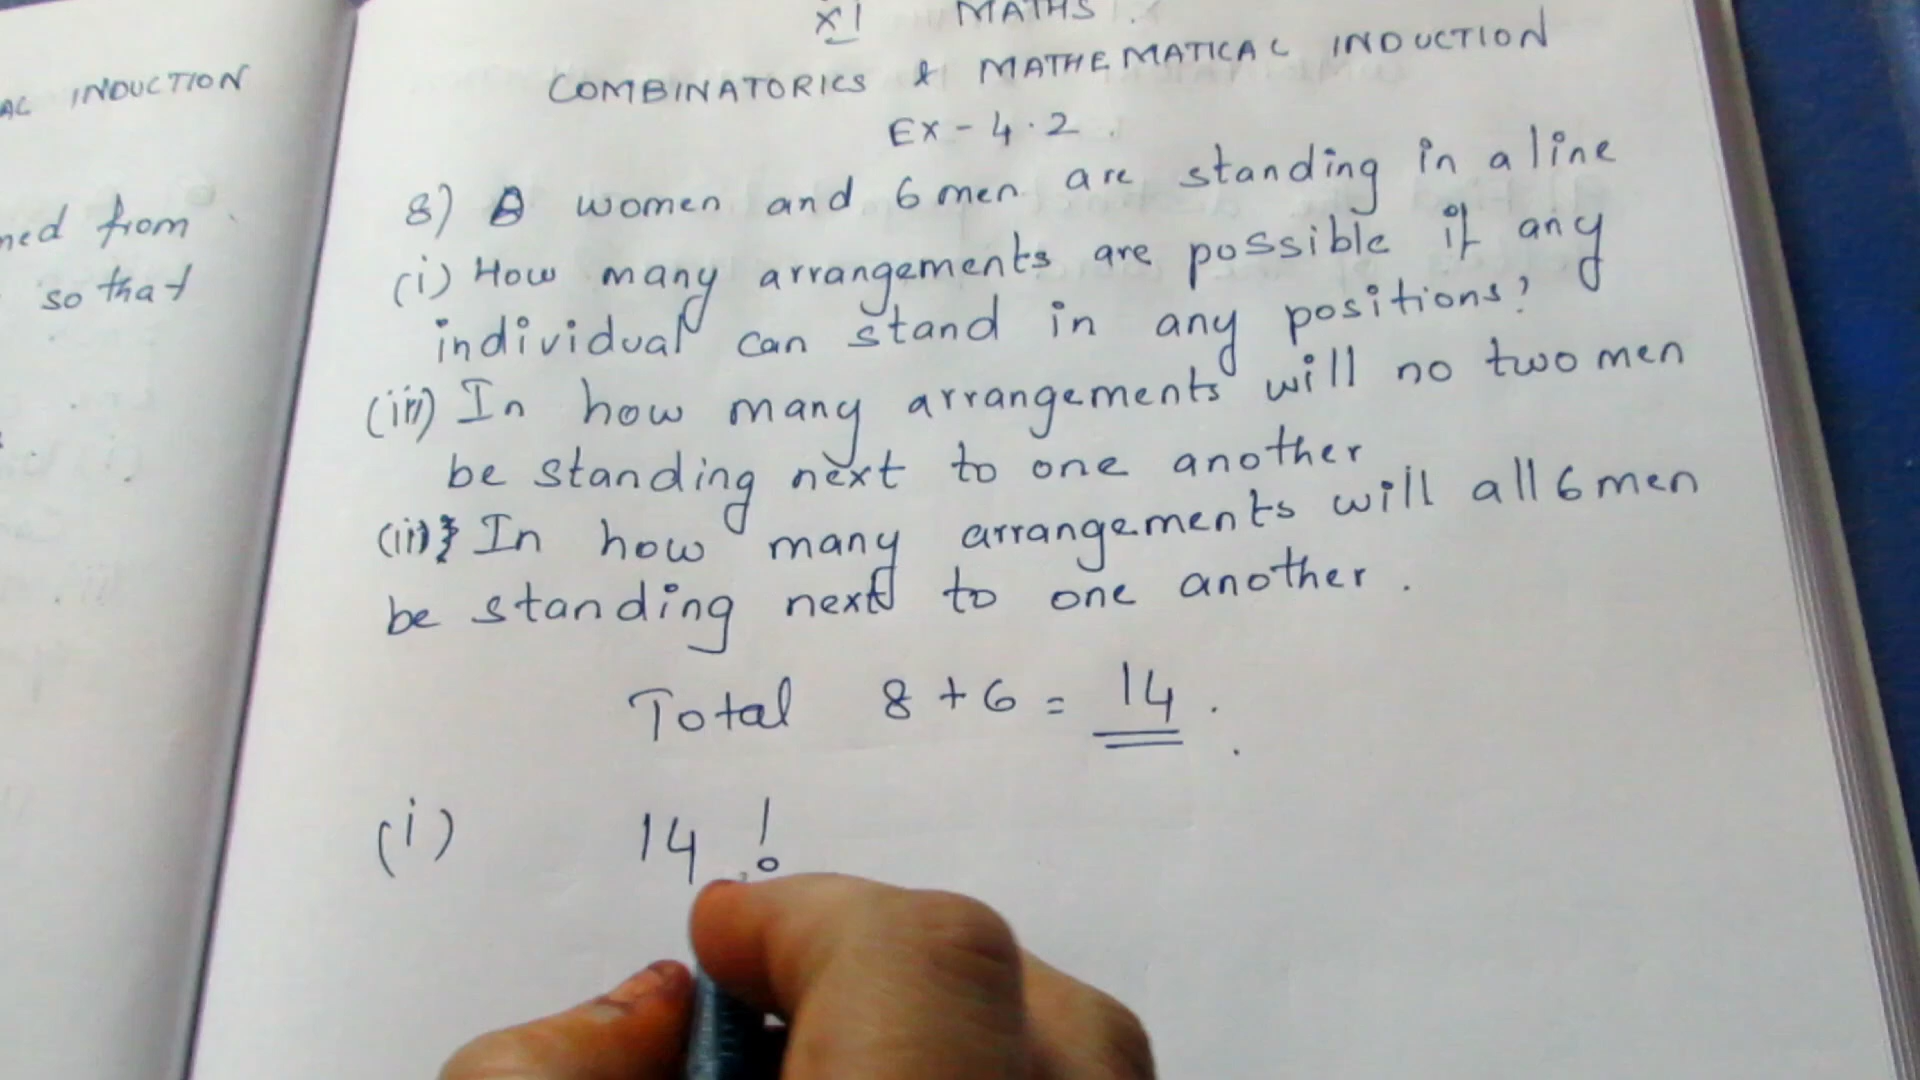 AC INDUCTION
ned from
so that
XI MATHS
COMBINATORICS & MATHEMATICAL INDUCTION
Ex - 4.2
8) 8 women and 6 men are standing in a line
(i) How many arrangements are possible if any
individual can stand in any positions?
(iii) In how many arrangements will no two men
be standing next to one another
(ii) In how many arrangements will all 6 men
be standing next to one another.
Total 8 + 6 = 14.
(i) 14!